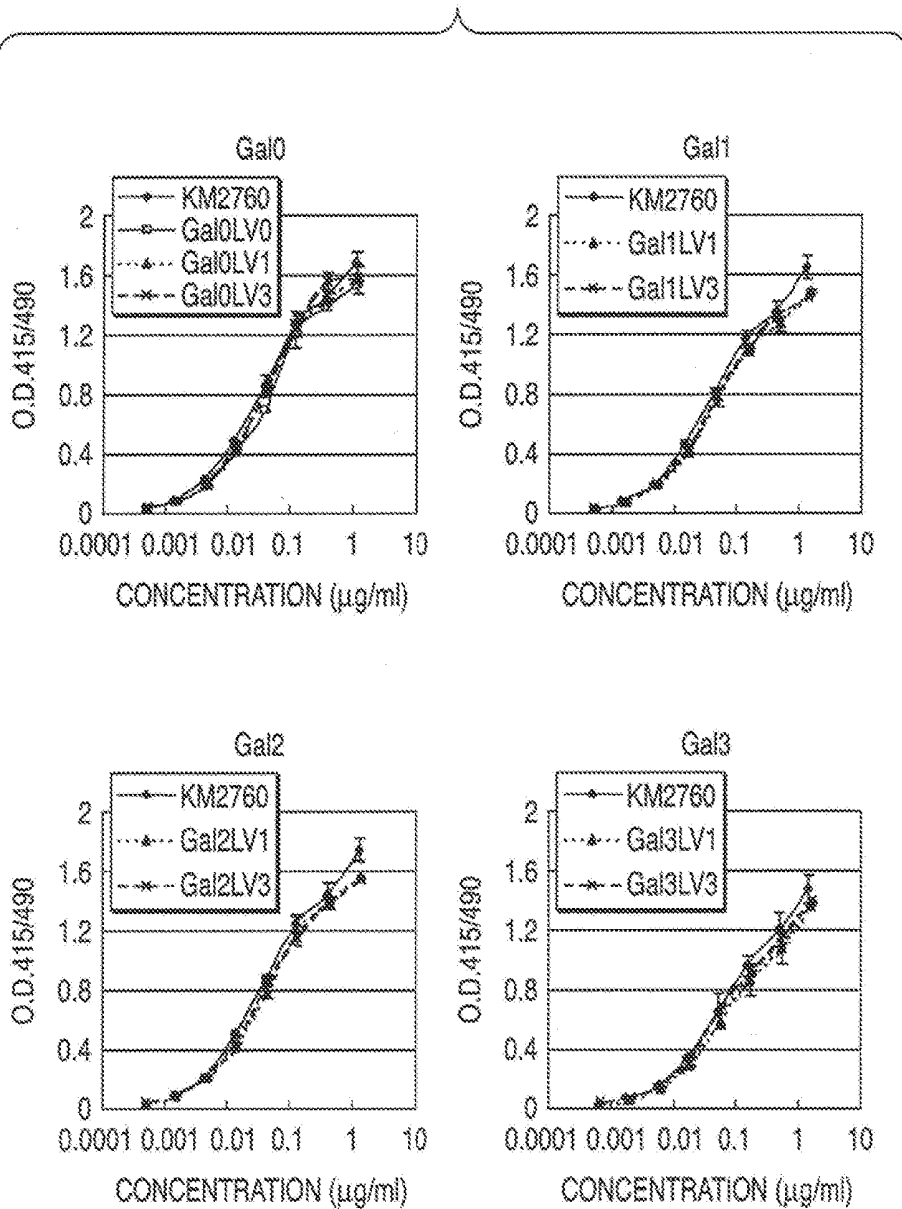 Gal0
KM2760
Gal0LV0
Gal0LV1
Gal0LV3
2
1.6
1.2
0.8
0.4
0
O.D.415/490
0.0001 0.001 0.01 0.1 1 10
CONCENTRATION (µg/ml)
Gal1
KM2760
Gal1LV1
Gal1LV3
2
1.6
1.2
0.8
0.4
0
O.D.415/490
0.0001 0.001 0.01 0.1 1 10
CONCENTRATION (µg/ml)
Gal2
KM2760
Gal2LV1
Gal2LV3
2
1.6
1.2
0.8
0.4
0
O.D.415/490
0.0001 0.001 0.01 0.1 1 10
CONCENTRATION (µg/ml)
Gal3
KM2760
Gal3LV1
Gal3LV3
2
1.6
1.2
0.8
0.4
0
O.D.415/490
0.0001 0.001 0.01 0.1 1 10
CONCENTRATION (µg/ml)